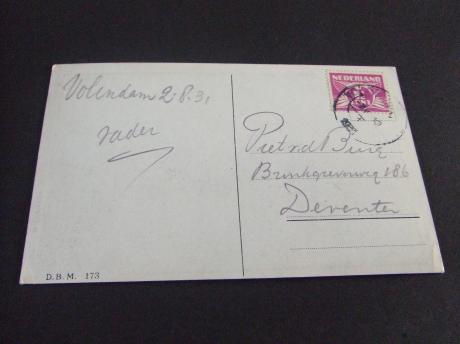 Volendam 2.8.31
vader
NEDERLAND
Piet v d Burg
Brinkgreverweg 186
Deventer
D.B.M. 173